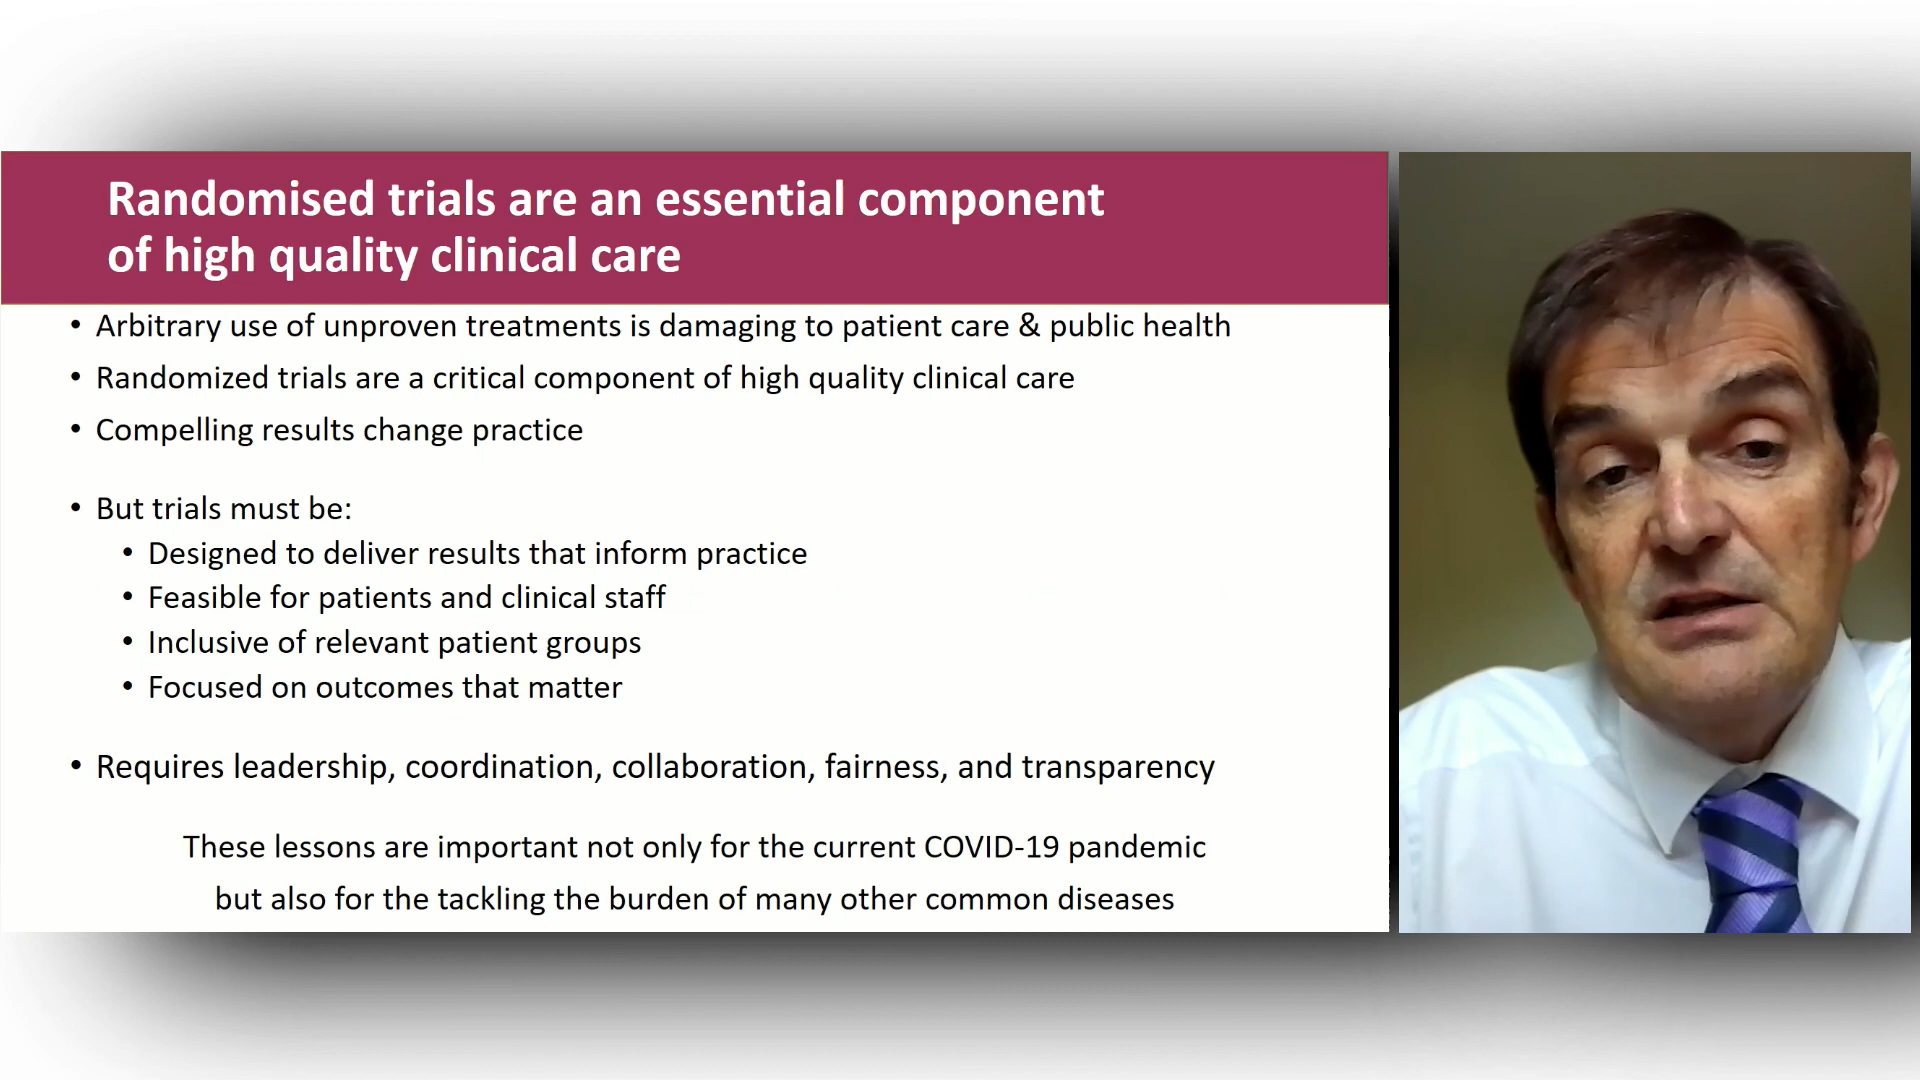 Randomised trials are an essential component
of high quality clinical care
• Arbitrary use of unproven treatments is damaging to patient care & public health
• Randomized trials are a critical component of high quality clinical care
• Compelling results change practice
• But trials must be:
• Designed to deliver results that inform practice
• Feasible for patients and clinical staff
• Inclusive of relevant patient groups
• Focused on outcomes that matter
• Requires leadership, coordination, collaboration, fairness, and transparency
These lessons are important not only for the current COVID-19 pandemic
but also for the tackling the burden of many other common diseases